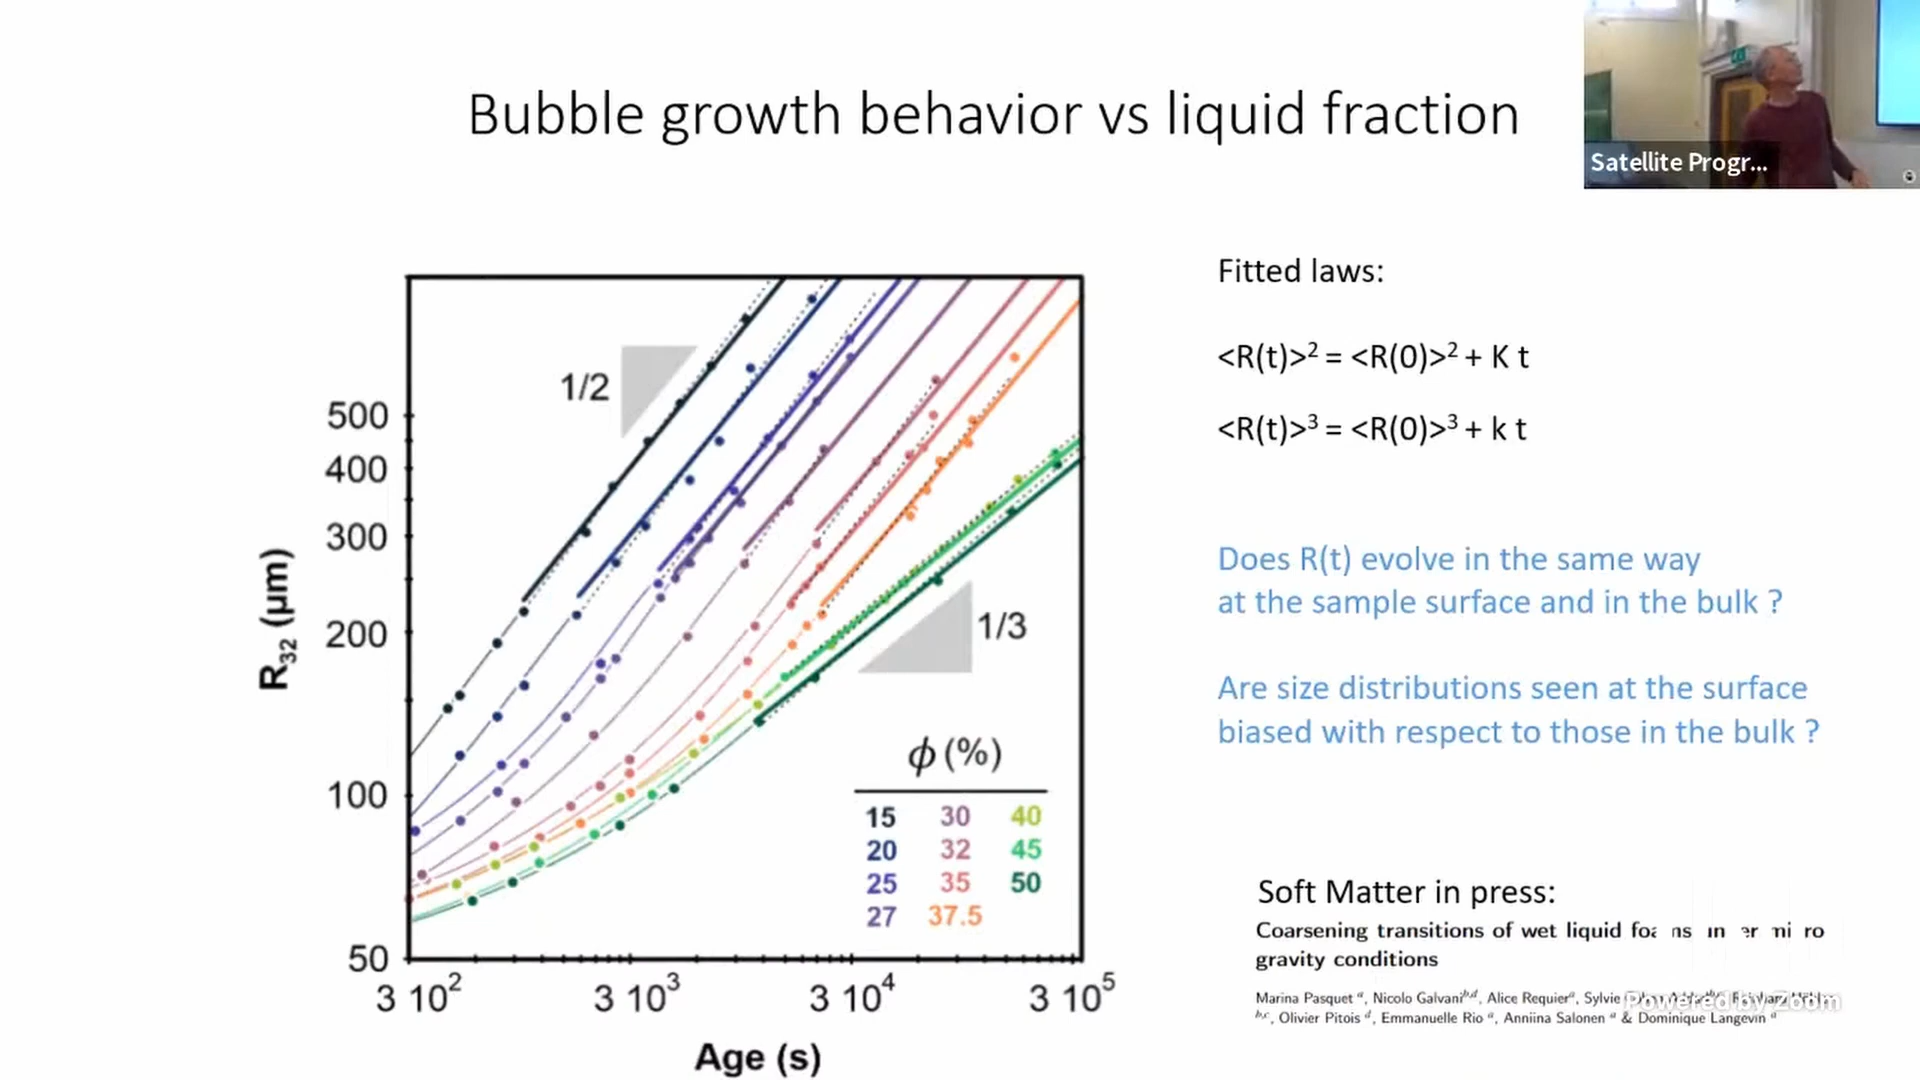 Bubble growth behavior vs liquid fraction
Satellite Progr...
Fitted laws:
<R(t)>² = <R(0)>² + K t
<R(t)>³ = <R(0)>³ + k t
Does R(t) evolve in the same way
at the sample surface and in the bulk ?
Are size distributions seen at the surface
biased with respect to those in the bulk ?
Soft Matter in press:
Coarsening transitions of wet liquid
gravity conditions
Marina Pasquet ᵃ, Nicolo Galvani ᵇ'ᵈ, Alice Requier ᵃ, Sylvie
ᵇ'ᶜ, Olivier Pitois ᵈ, Emmanuelle Rio ᵃ, Anniina Salonen ᵃ & Dominique Langevin ᵃ
Powered by Zoom
R₃₂ (μm)
500
400
300
200
100
50
1/2
1/3
ϕ (%)
15 30 40
20 32 45
25 35 50
27 37.5
3 10² 3 10³ 3 10⁴ 3 10⁵
Age (s)